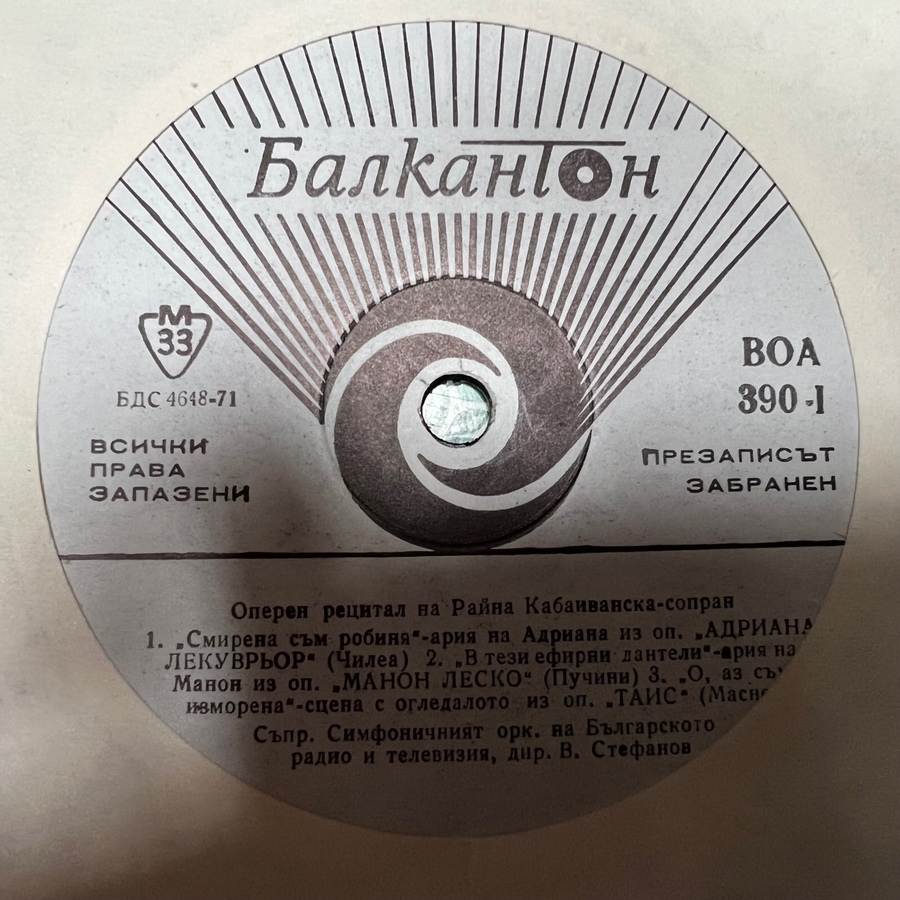 Балкантон
М
33
БДС 4648-71
ВСИЧКИ
ПРАВА
ЗАПАЗЕНИ
ВОА
390-I
ПРЕЗАПИСЪТ
ЗАБРАНЕН
Оперен рецитал на Райна Кабаиванска-сопран
1. „Смирена съм робиня“-ария на Адриана из оп. „АДРИАНА
ЛЕКУВРЬОР“ (Чилеа) 2. „В тези ефирни дантели“-ария на
Манон из оп. „МАНОН ЛЕСКО“ (Пучини) 3. „О, аз
изморена“-сцена с огледалото из оп. „ТАИС“
Съпр. Симфоничният орк. на Българското
радио и телевизия, дир. В. Стефанов